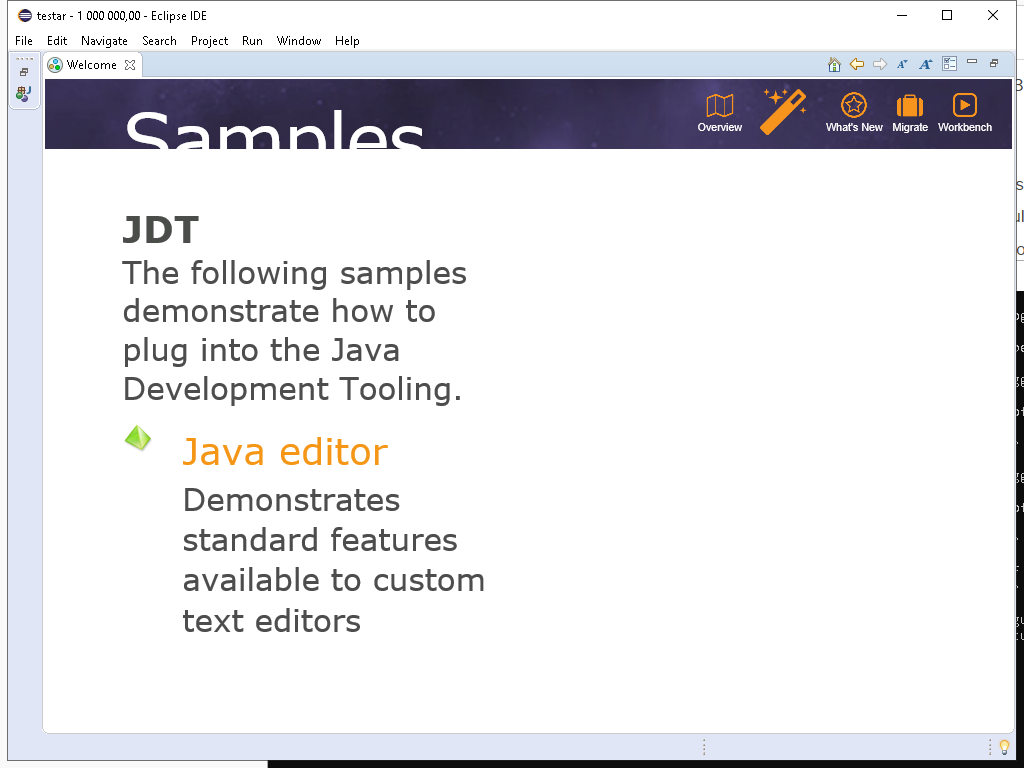 testar - 1 000 000,00 - Eclipse IDE
File Edit Navigate Search Project Run Window Help
Welcome
Samples
Overview What's New Migrate Workbench
JDT
The following samples
demonstrate how to
plug into the Java
Development Tooling.
Java editor
Demonstrates
standard features
available to custom
text editors